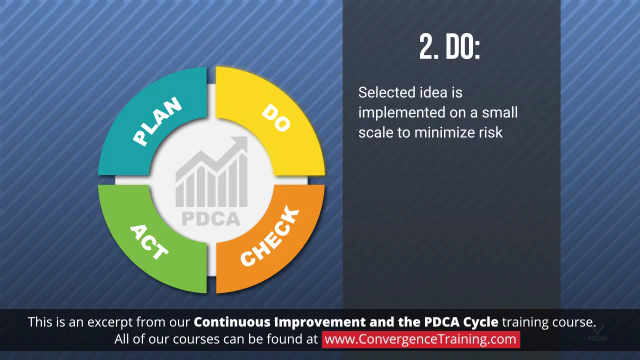 2. DO:
Selected idea is
implemented on a small
scale to minimize risk
PLAN
DO
CHECK
ACT
PDCA
This is an excerpt from our Continuous Improvement and the PDCA Cycle training course.
All of our courses can be found at www.ConvergenceTraining.com